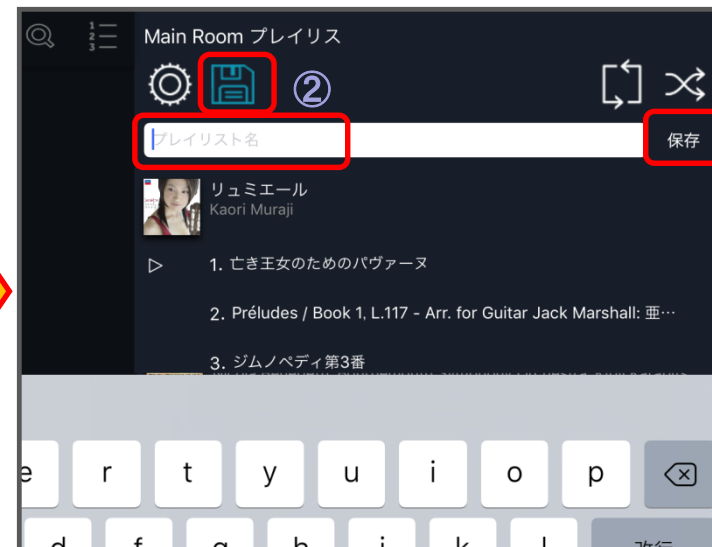 1
2
3
Main Room プレイリス
②
プレイリスト名
保存
リュミエール
Kaori Muraji
1. 亡き王女のためのパヴァーヌ
2. Préludes / Book 1, L.117 - Arr. for Guitar Jack Marshall: 亜…
3. ジムノペディ第3番
e r t y u i o p
d f g h j k l 改行